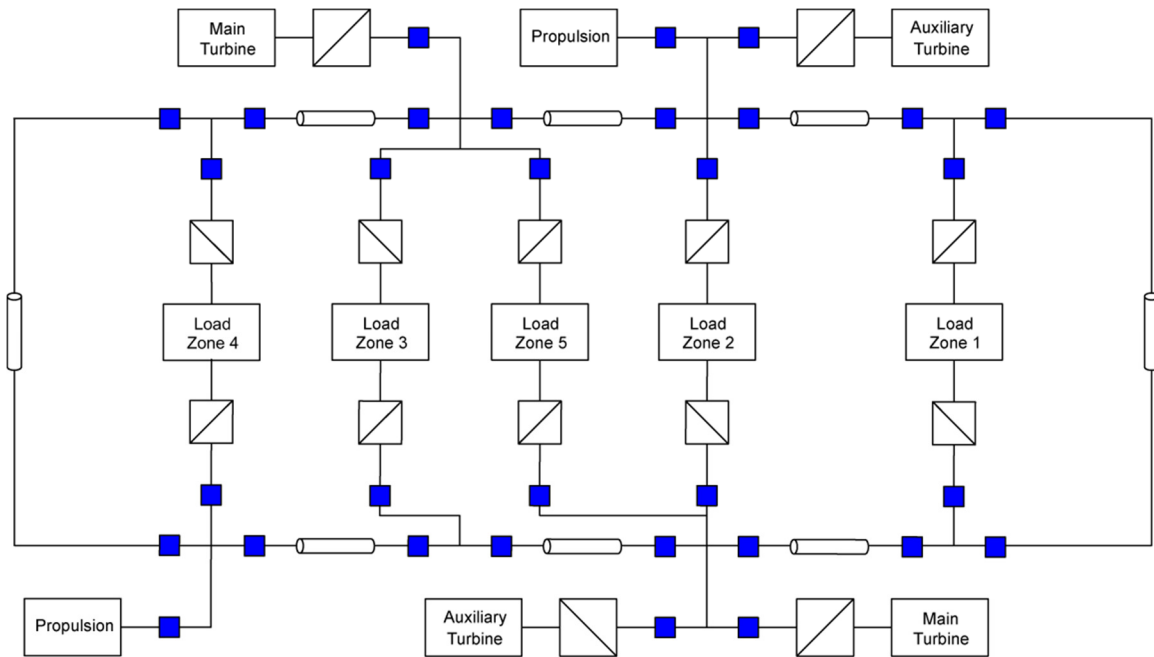 Main
Turbine
Propulsion
Auxiliary
Turbine
Load
Zone 4
Load
Zone 3
Load
Zone 5
Load
Zone 2
Load
Zone 1
Propulsion
Auxiliary
Turbine
Main
Turbine